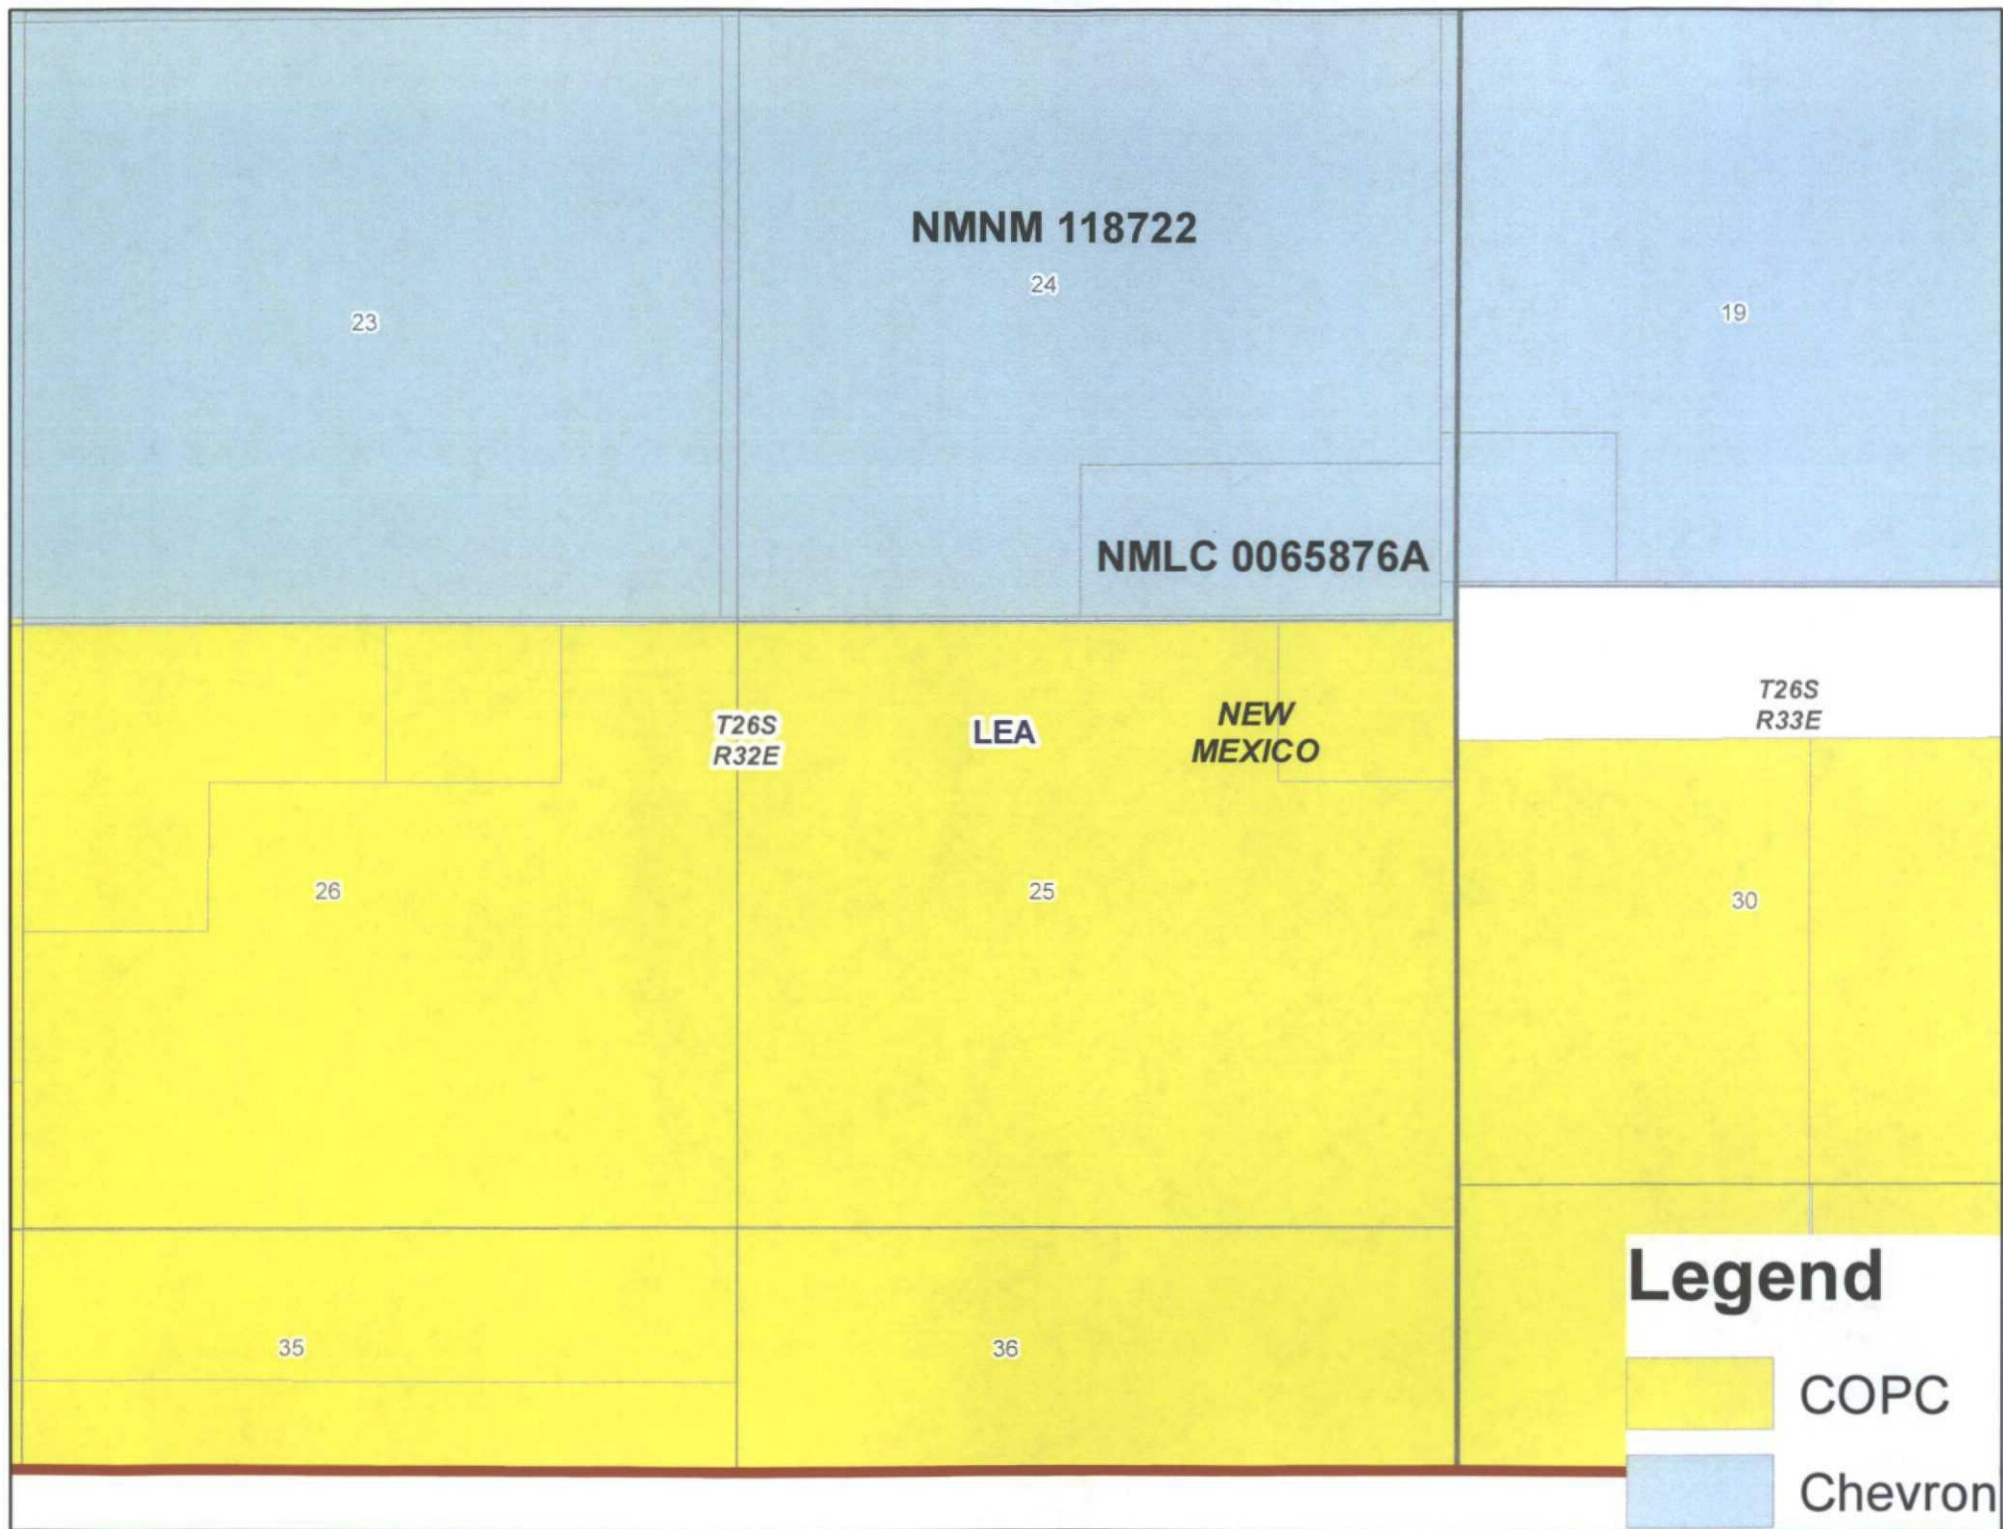 NMNM 118722
24
23
19
NMLC 0065876A
T26S
R32E
LEA
NEW
MEXICO
T26S
R33E
26
25
30
35
36
Legend
COPC
Chevron